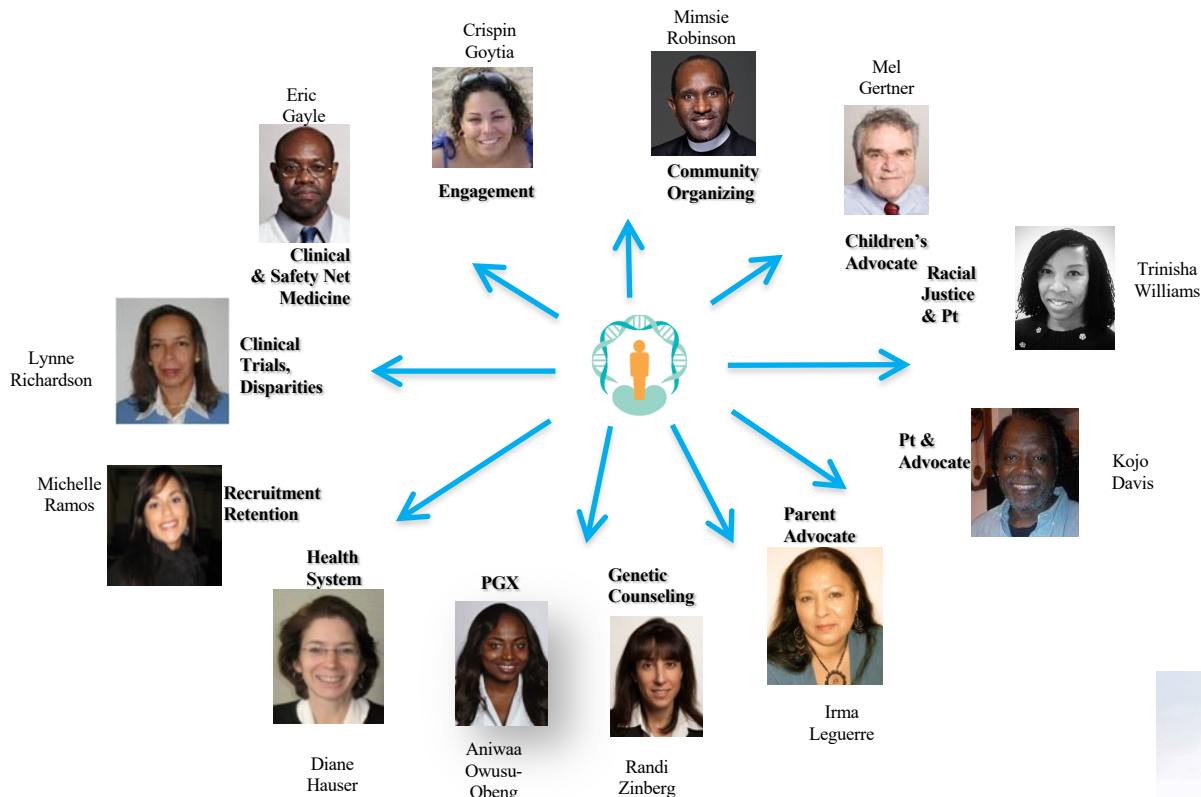 Crispin
Goytia
Engagement
Mimsie
Robinson
Community
Organizing
Mel
Gertner
Children’s
Advocate
Eric
Gayle
Clinical
& Safety Net
Medicine
Racial
Justice
& Pt
Trinisha
Williams
Lynne
Richardson
Clinical
Trials,
Disparities
Pt &
Advocate
Kojo
Davis
Michelle
Ramos
Recruitment
Retention
Parent
Advocate
Irma
Leguerre
Health
System
Diane
Hauser
PGX
Aniwaa
Owusu-
Obeng
Genetic
Counseling
Randi
Zinberg